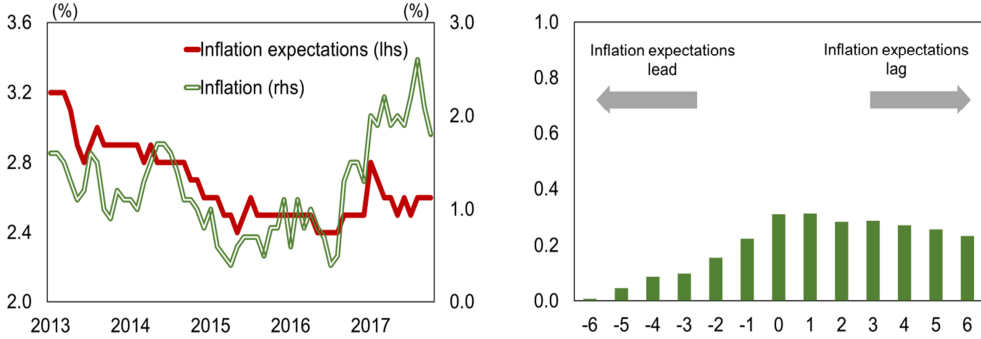 (%)
(%)
3.6
3.2
2.8
2.4
2.0
Inflation expectations (lhs)
Inflation (rhs)
3.0
2.0
1.0
0.0
2013 2014 2015 2016 2017
1.0
0.8
0.6
0.4
0.2
0.0
Inflation expectations
lead
Inflation expectations
lag
-6 -5 -4 -3 -2 -1 0 1 2 3 4 5 6